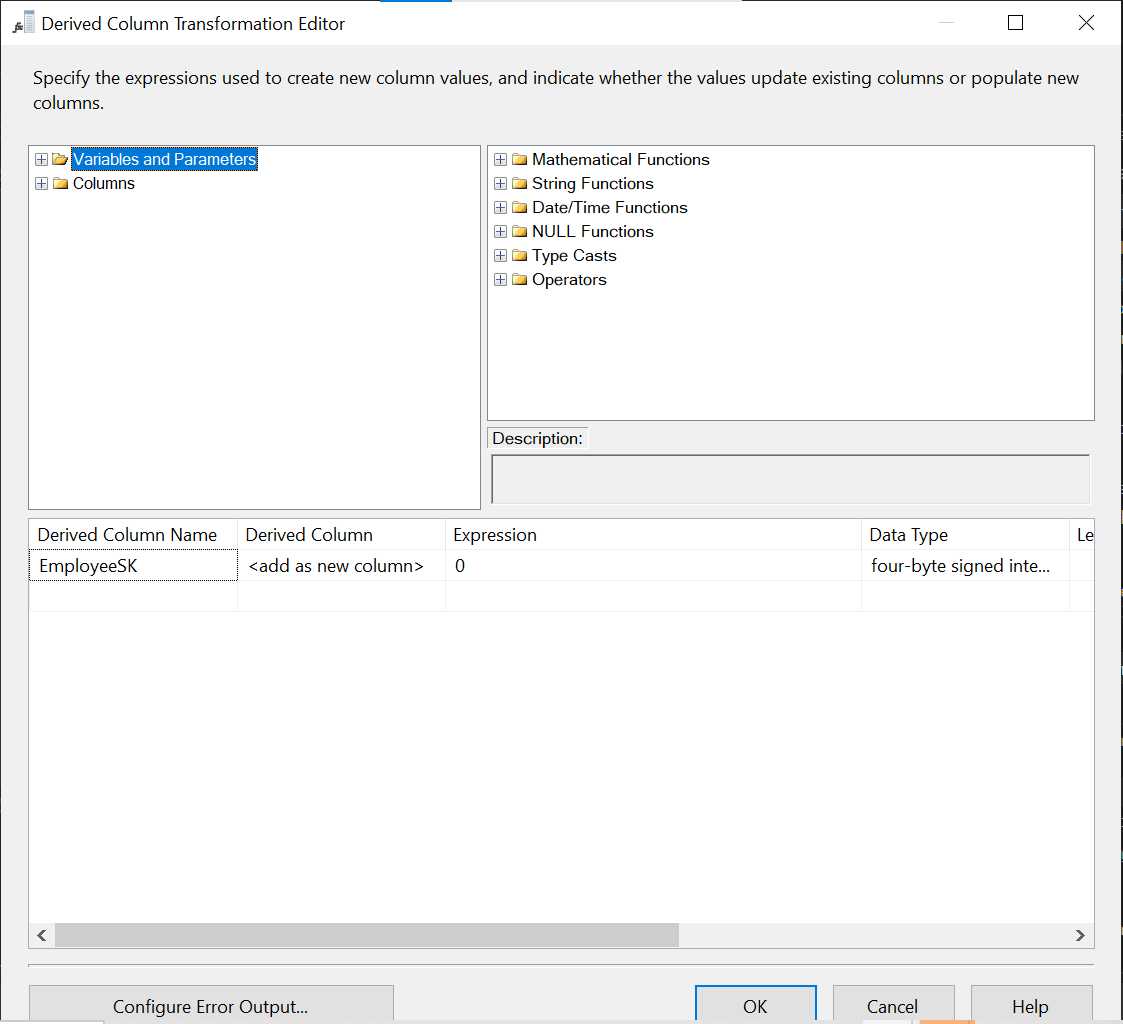 Derived Column Transformation Editor
Specify the expressions used to create new column values, and indicate whether the values update existing columns or populate new
columns.
Variables and Parameters
Columns
Mathematical Functions
String Functions
Date/Time Functions
NULL Functions
Type Casts
Operators
Description:
Derived Column Name Derived Column Expression Data Type Le
EmployeeSK <add as new column> 0 four-byte signed inte...
Configure Error Output... OK Cancel Help